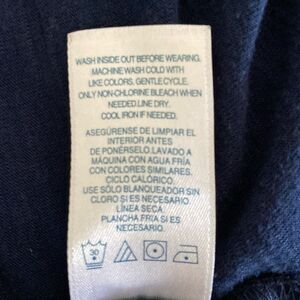 WASH INSIDE OUT BEFORE WEARING.
MACHINE WASH COLD WITH
LIKE COLORS. GENTLE CYCLE.
ONLY NON-CHLORINE BLEACH WHEN
NEEDED. LINE DRY.
COOL IRON IF NEEDED.
ASEGÚRENSE DE LIMPIAR EL
INTERIOR ANTES
DE PONÉRSELO. LAVADO A
MÁQUINA CON AGUA FRÍA
CON COLORES SIMILARES.
CICLO CALÓRICO.
USE SÓLO BLANQUEADOR SIN
CLORO SI ES NECESARIO.
LÍNEA SECA.
PLANCHA FRÍA SI ES
NECESARIO.
30